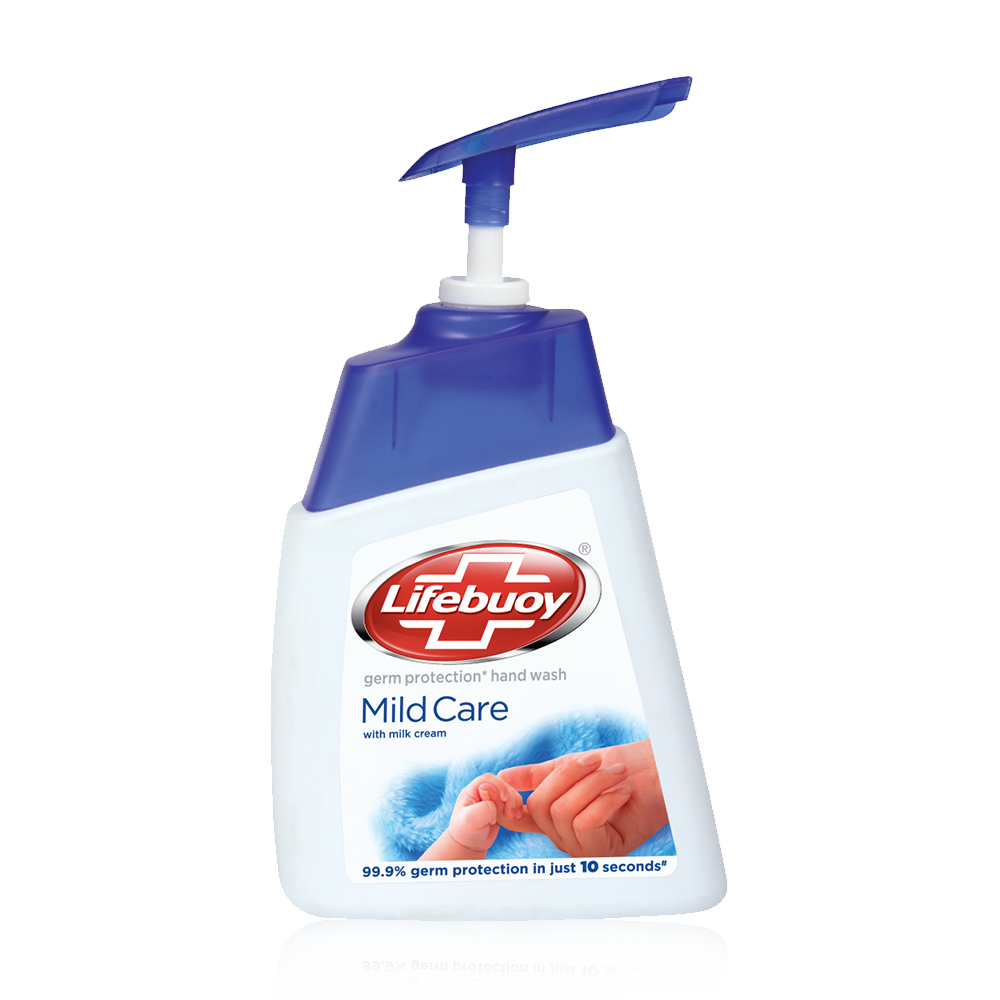 Lifebuoy ®
germ protection* hand wash
Mild Care
with milk cream
99.9% germ protection in just 10 seconds#